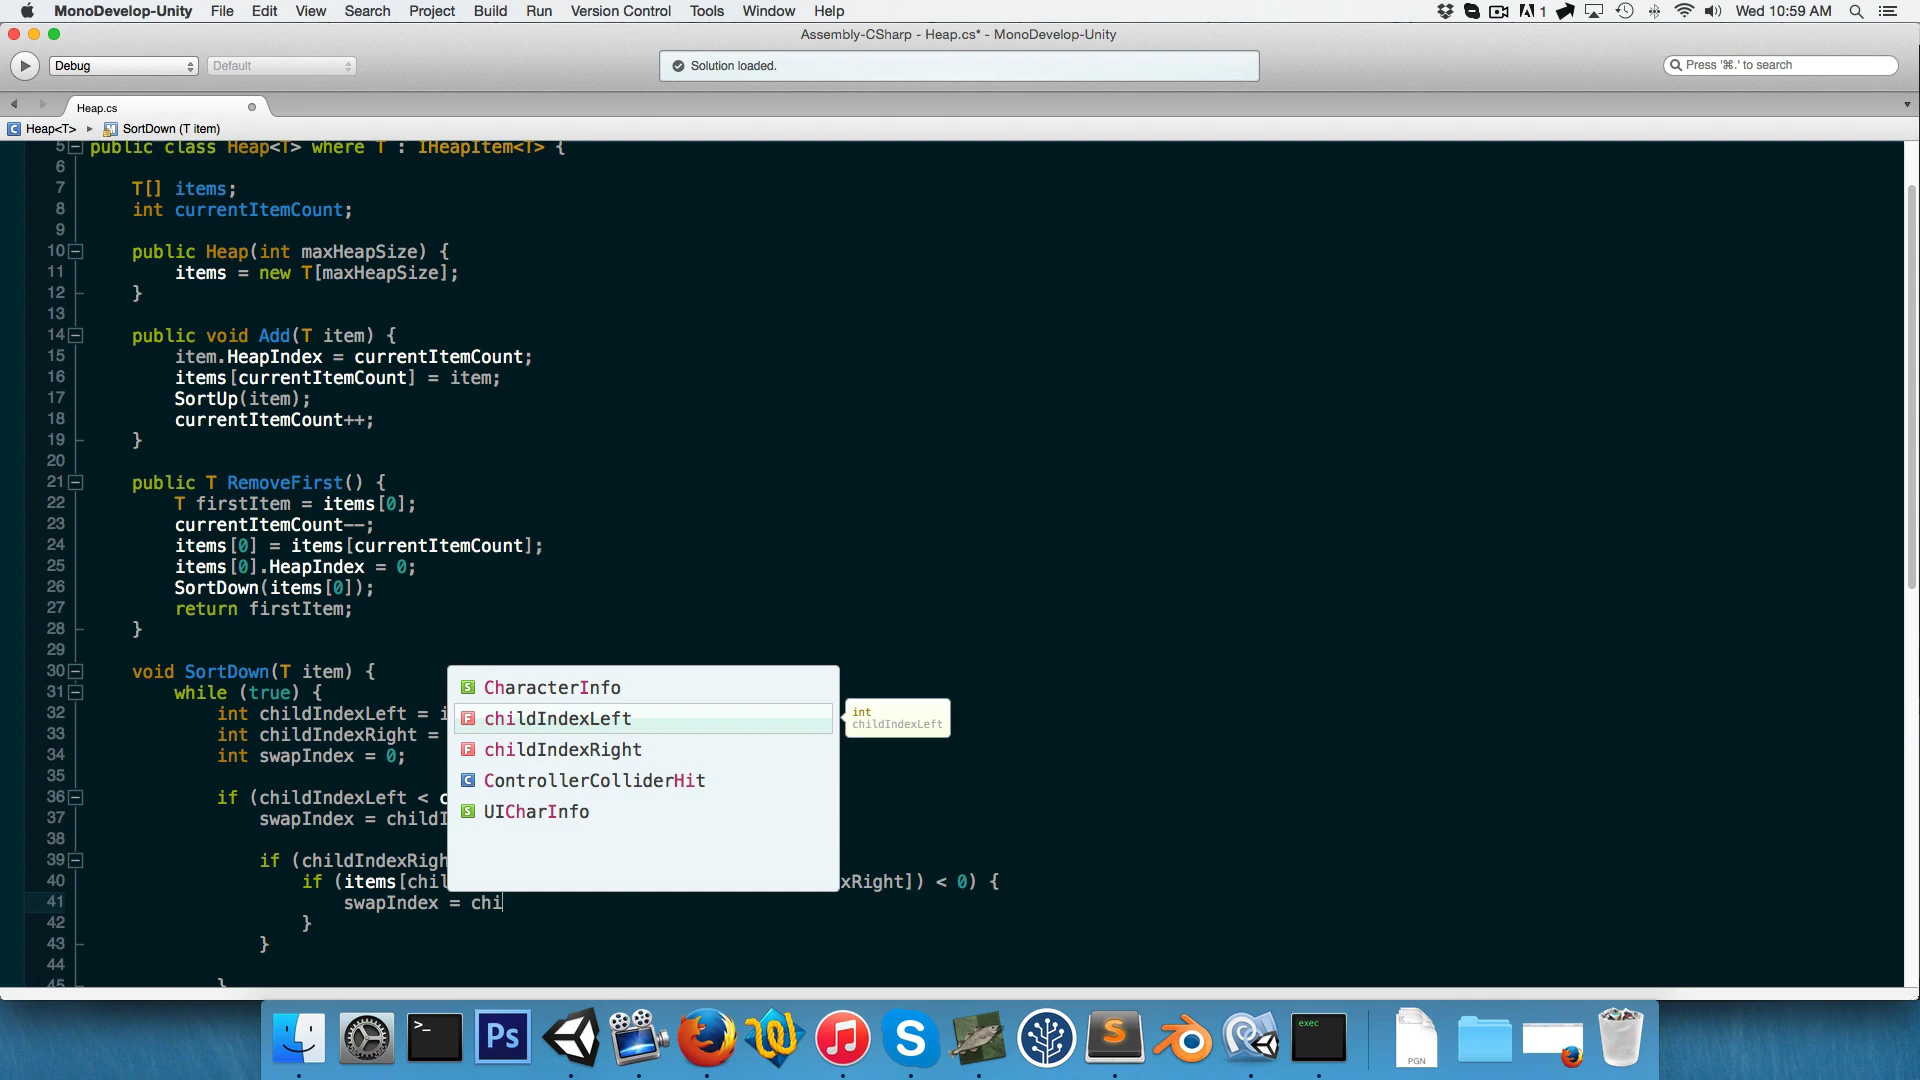 MonoDevelop-Unity File Edit View Search Project Build Run Version Control Tools Window Help 1 Wed 10:59 AM
Assembly-CSharp - Heap.cs* - MonoDevelop-Unity
Debug Default Solution loaded. Press '⌘.' to search
Heap.cs
Heap<T> SortDown (T item)
5 public class Heap<T> where T : IHeapItem<T> {
6
7 T[] items;
8 int currentItemCount;
9
10 public Heap(int maxHeapSize) {
11 items = new T[maxHeapSize];
12 }
13
14 public void Add(T item) {
15 item.HeapIndex = currentItemCount;
16 items[currentItemCount] = item;
17 SortUp(item);
18 currentItemCount++;
19 }
20
21 public T RemoveFirst() {
22 T firstItem = items[0];
23 currentItemCount--;
24 items[0] = items[currentItemCount];
25 items[0].HeapIndex = 0;
26 SortDown(items[0]);
27 return firstItem;
28 }
29
30 void SortDown(T item) {
31 while (true) {
32 int childIndexLeft = i
33 int childIndexRight =
34 int swapIndex = 0;
35
36 if (childIndexLeft < c
37 swapIndex = childI
38
39 if (childIndexRigh
40 if (items[chil xRight]) < 0) {
41 swapIndex = chi
42 }
43 }
44
45 }
CharacterInfo
childIndexLeft
childIndexRight
ControllerColliderHit
UICharInfo
int
childIndexLeft
>_
Ps
S
S
exec
PGN